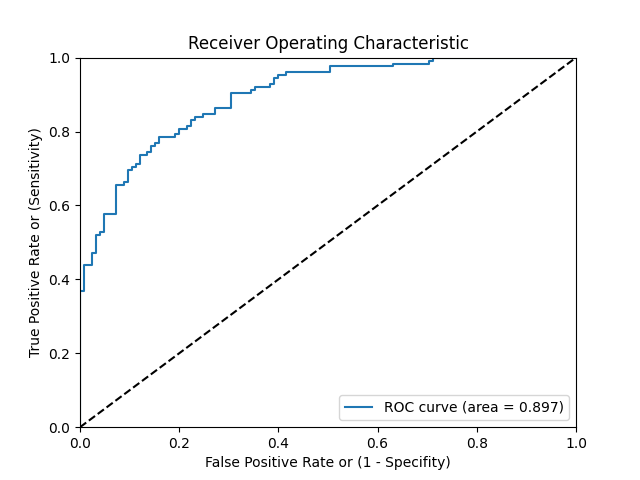 Receiver Operating Characteristic
True Positive Rate or (Sensitivity)
1.0
0.8
0.6
0.4
0.2
0.0
ROC curve (area = 0.897)
0.0 0.2 0.4 0.6 0.8 1.0
False Positive Rate or (1 - Specifity)